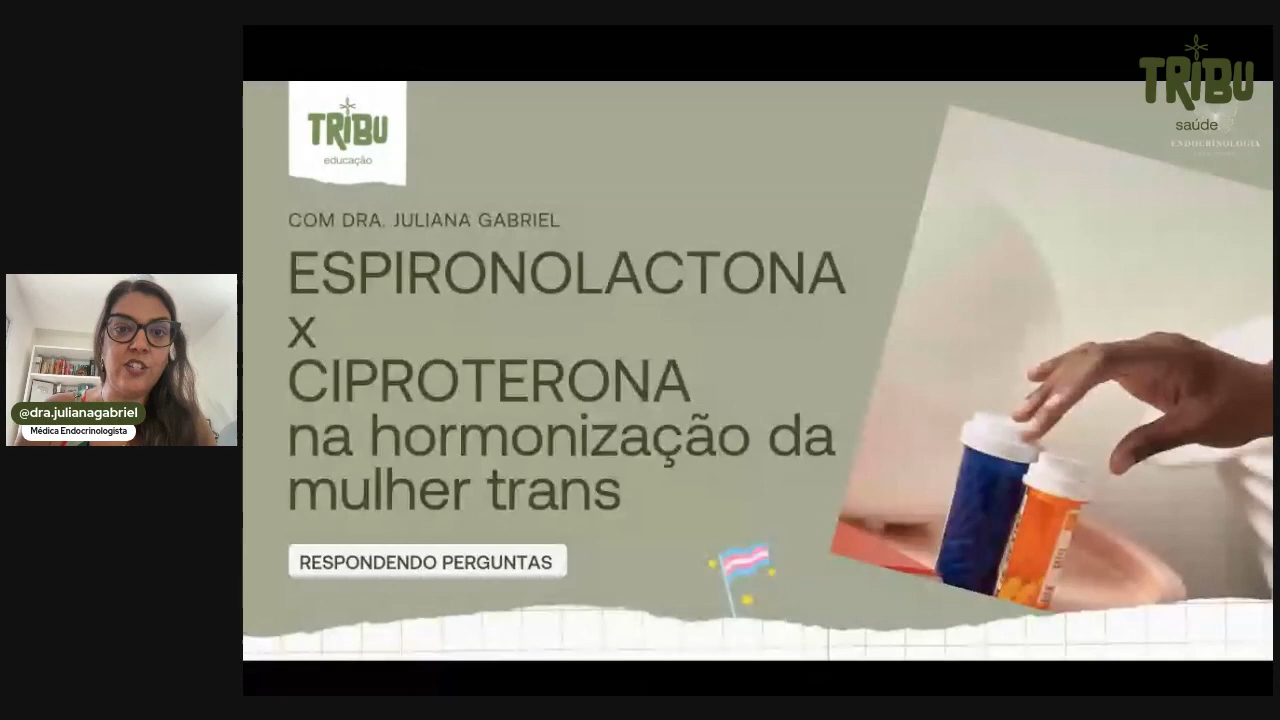 TRIBU
educação
COM DRA. JULIANA GABRIEL
ESPIRONOLACTONA
x
CIPROTERONA
na hormonização da
mulher trans
RESPONDENDO PERGUNTAS
TRIBU
saúde
ENDOCRINOLOGIA
@dra.julianagabriel
Médica Endocrinologista